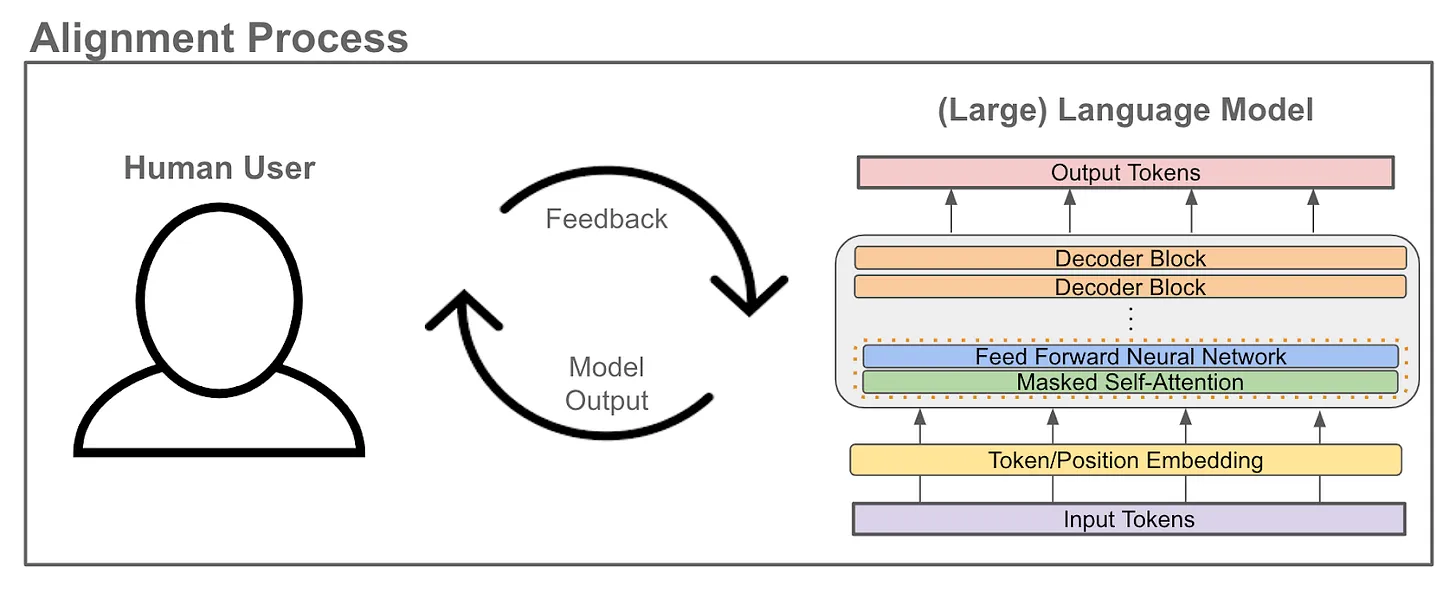 Alignment Process
Human User
Feedback
Model
Output
(Large) Language Model
Output Tokens
Decoder Block
Decoder Block
Feed Forward Neural Network
Masked Self-Attention
Token/Position Embedding
Input Tokens